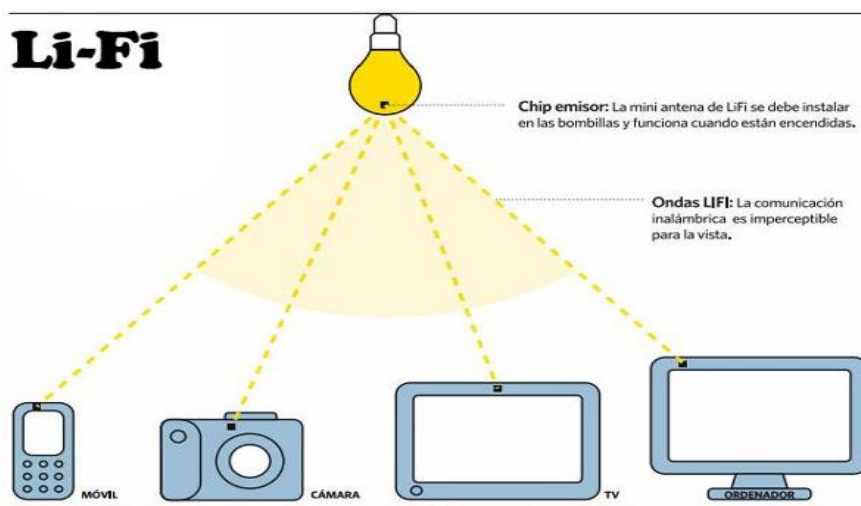 Li-Fi
Chip emisor: La mini antena de LiFi se debe instalar
en las bombillas y funciona cuando están encendidas.
Ondas LIFI: La comunicación
inalámbrica es imperceptible
para la vista.
MÓVIL
CÁMARA
TV
ORDENADOR